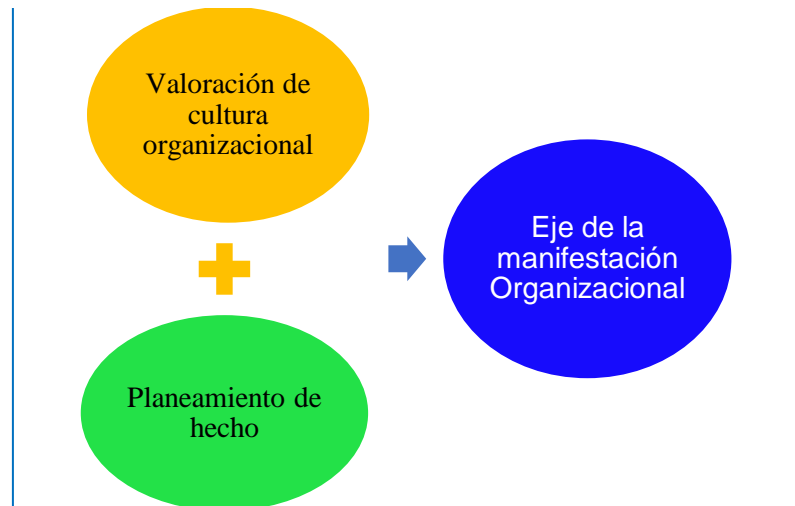 Valoración de
cultura
organizacional
Planeamiento de
hecho
Eje de la
manifestación
Organizacional